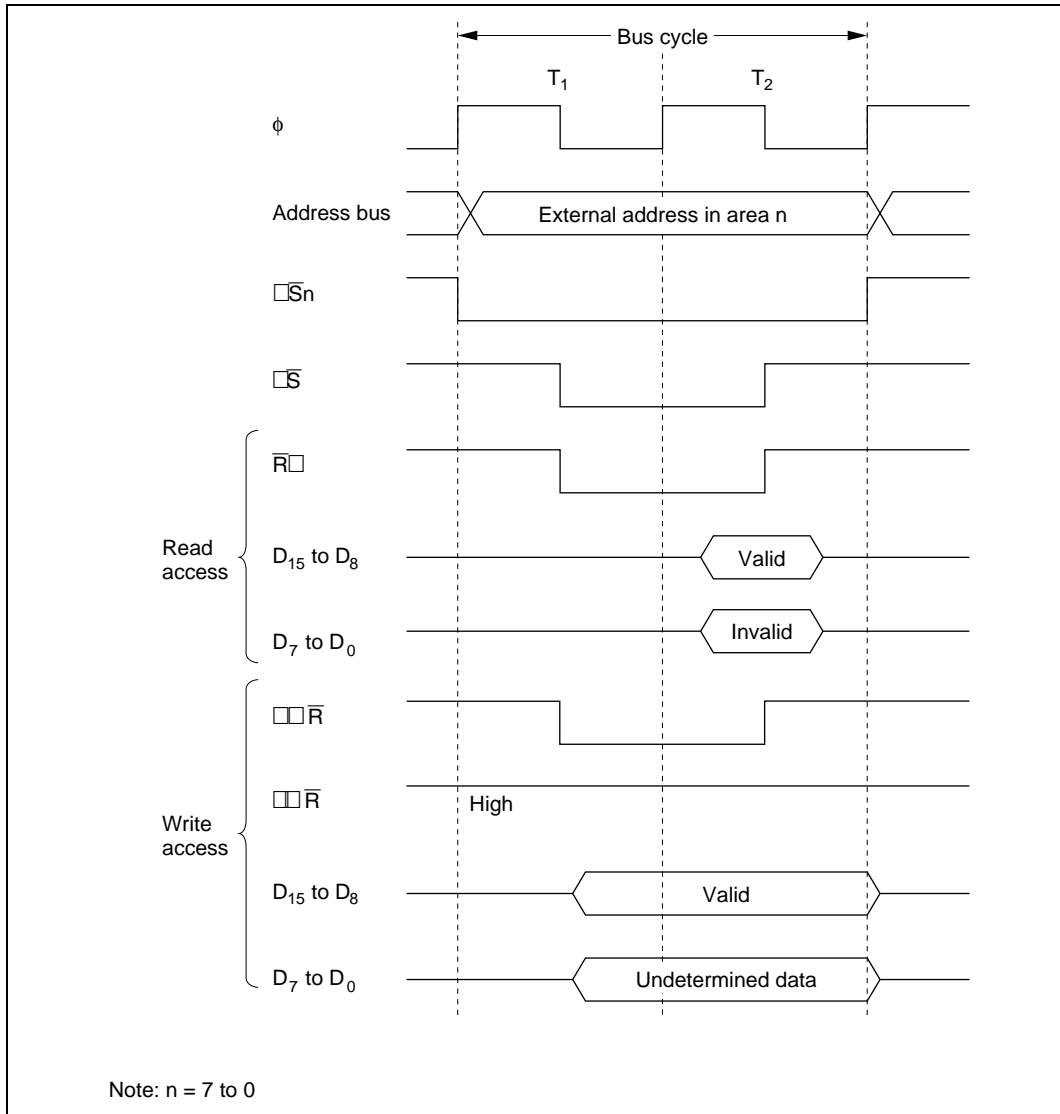 Bus cycle
T₁ T₂
ϕ
Address bus External address in area n
□S̅n
□S̅
R̅□
Read access
D₁₅ to D₈ Valid
D₇ to D₀ Invalid
□□R̅
□□R̅ High
Write access
D₁₅ to D₈ Valid
D₇ to D₀ Undetermined data
Note: n = 7 to 0